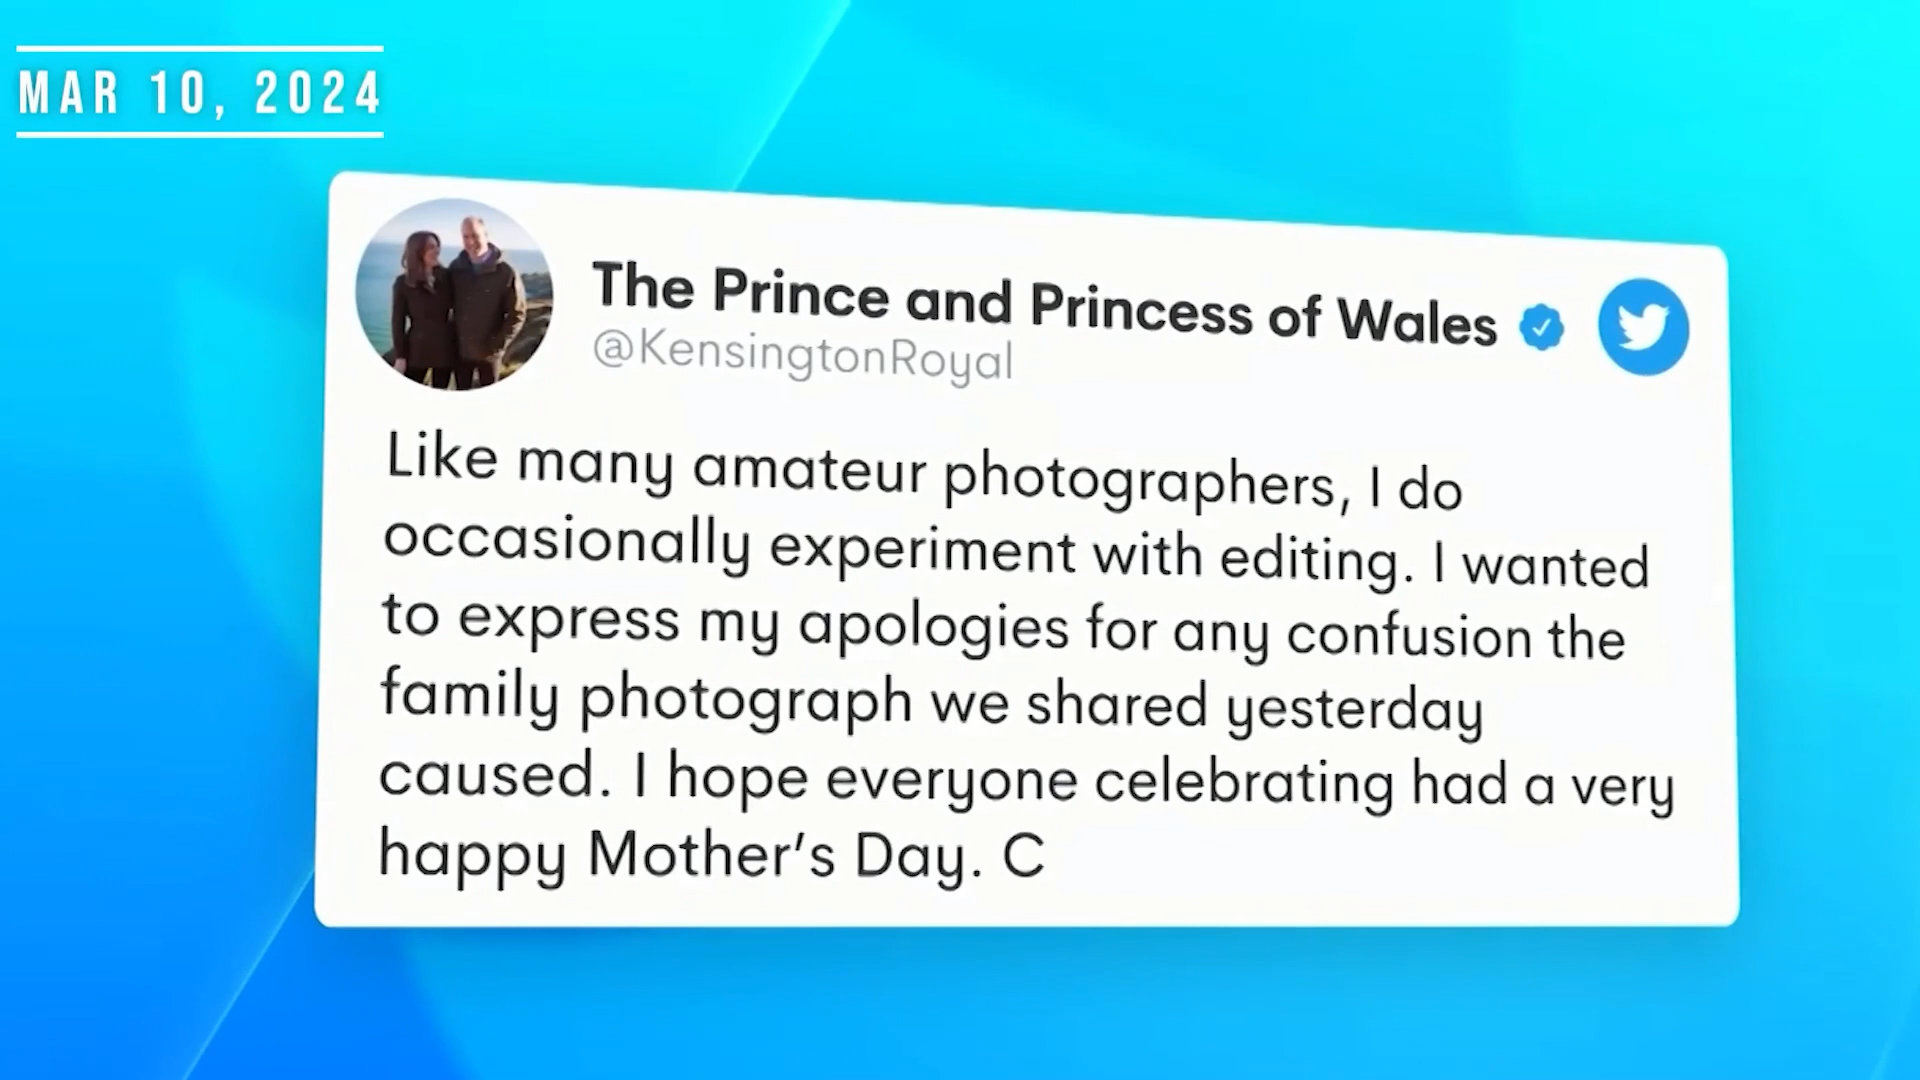 MAR 10, 2024
The Prince and Princess of Wales
@KensingtonRoyal
Like many amateur photographers, I do
occasionally experiment with editing. I wanted
to express my apologies for any confusion the
family photograph we shared yesterday
caused. I hope everyone celebrating had a very
happy Mother's Day. C